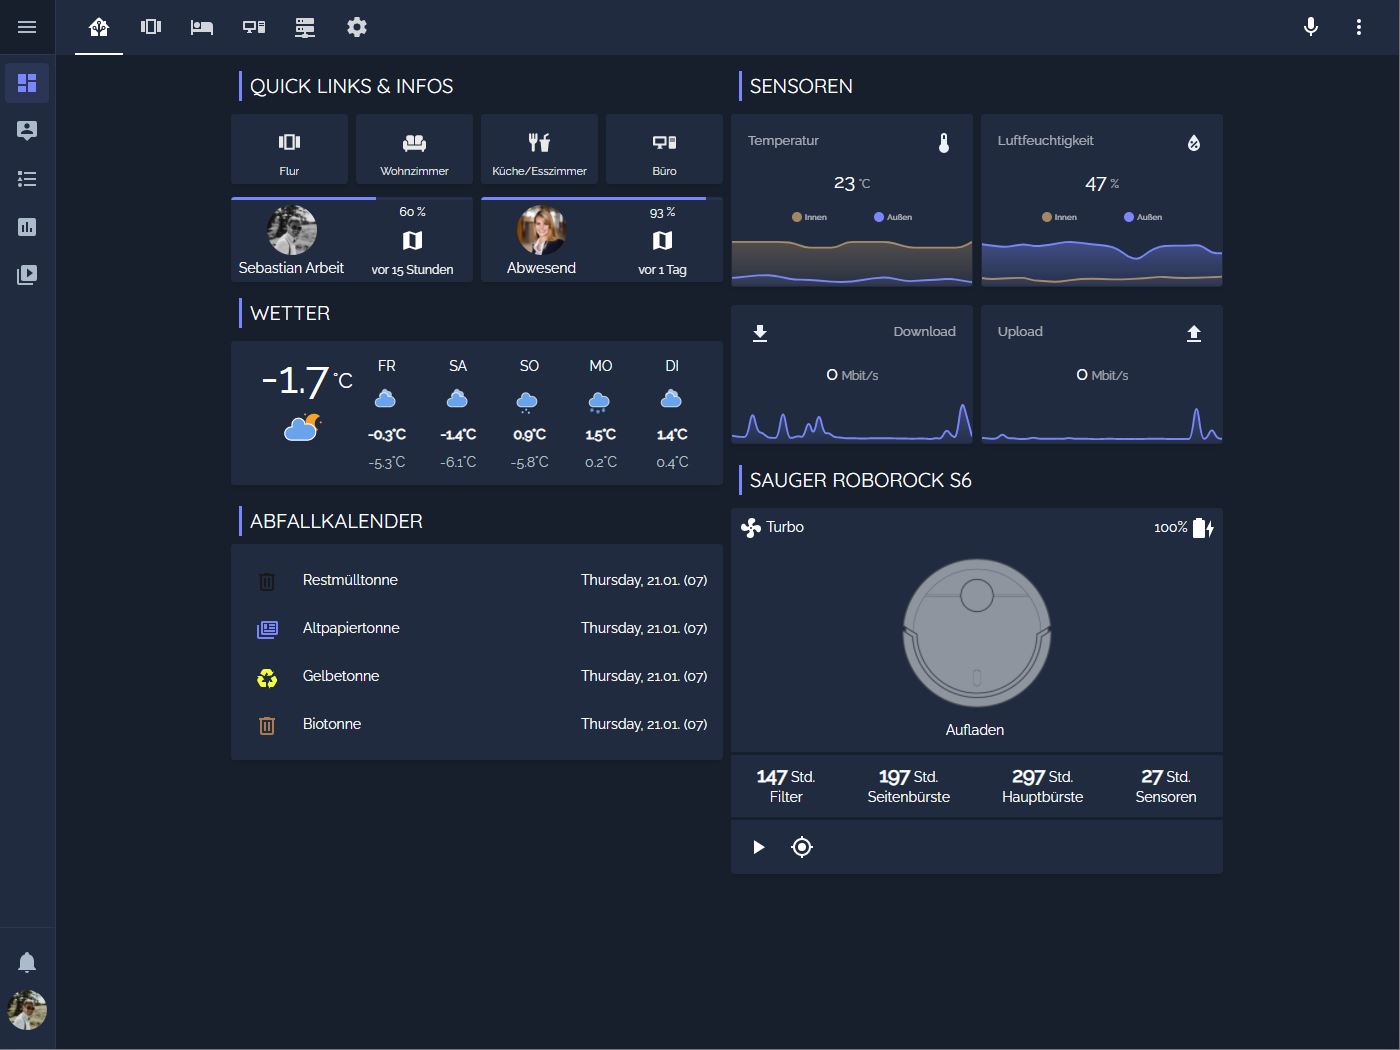 QUICK LINKS & INFOS
Flur
Wohnzimmer
Küche/Esszimmer
Büro
60 %
Sebastian Arbeit
vor 15 Stunden
93 %
Abwesend
vor 1 Tag
WETTER
-1.7 °C
FR SA SO MO DI
-0.3°C -1.4°C 0.9°C 1.5°C 1.4°C
-5.3°C -6.1°C -5.8°C 0.2°C 0.4°C
ABFALLKALENDER
Restmülltonne Thursday, 21.01. (07)
Altpapiertonne Thursday, 21.01. (07)
Gelbetonne Thursday, 21.01. (07)
Biotonne Thursday, 21.01. (07)
SENSOREN
Temperatur
23 °C
Innen Außen
Luftfeuchtigkeit
47 %
Innen Außen
Download
0 Mbit/s
Upload
0 Mbit/s
SAUGER ROBOROCK S6
Turbo 100%
Aufladen
147 Std. 197 Std. 297 Std. 27 Std.
Filter Seitenbürste Hauptbürste Sensoren